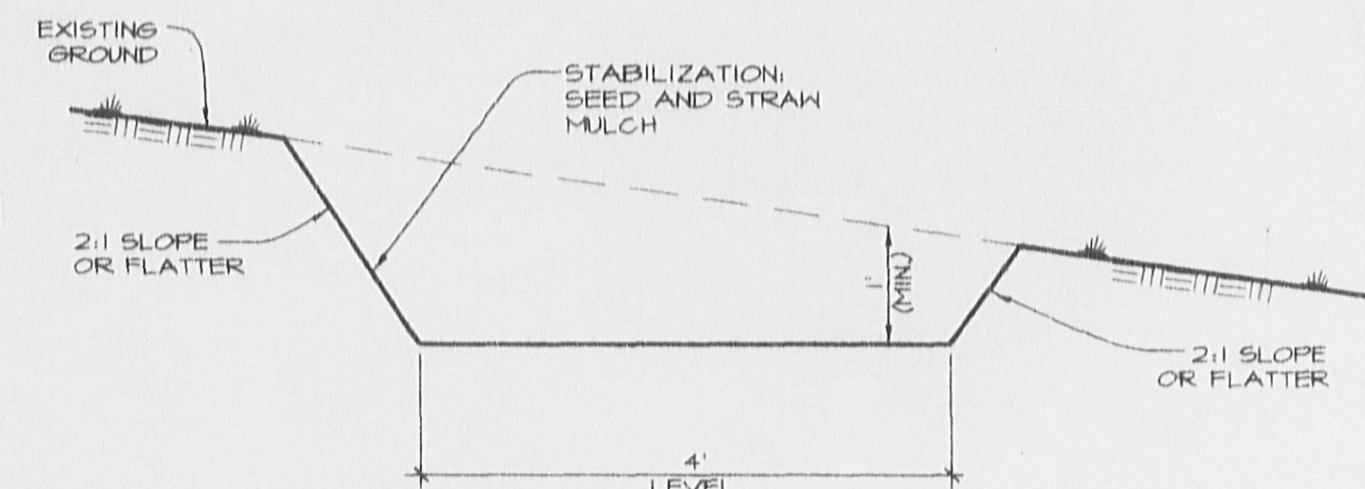 EXISTING
GROUND
STABILIZATION:
SEED AND STRAW
MULCH
2:1 SLOPE
OR FLATTER
1'
(MIN.)
2:1 SLOPE
OR FLATTER
4'
LEVEL